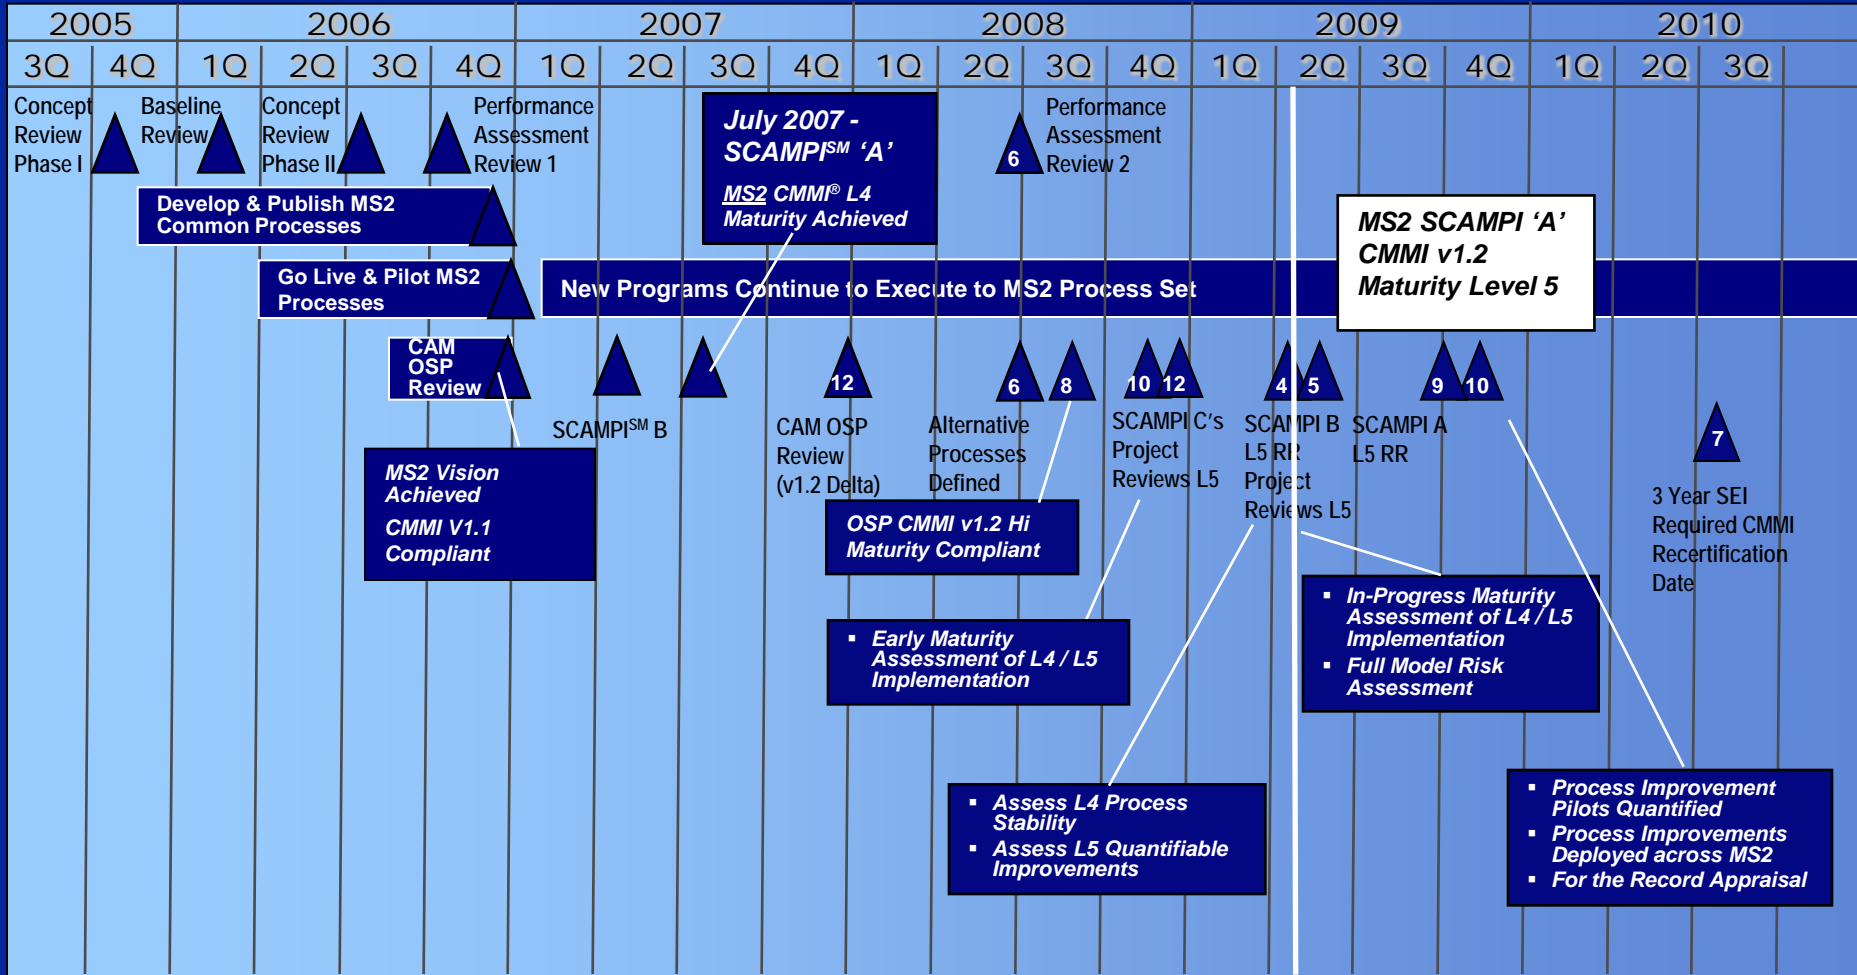 2005 2006 2007 2008 2009 2010
3Q 4Q 1Q 2Q 3Q 4Q 1Q 2Q 3Q 4Q 1Q 2Q 3Q 4Q 1Q 2Q 3Q 4Q 1Q 2Q 3Q
Concept
Review
Phase I
Baseline
Review
Concept
Review
Phase II
Performance
Assessment
Review 1
July 2007 -
SCAMPI℠ ‘A’
MS2 CMMI® L4
Maturity Achieved
6
Performance
Assessment
Review 2
Develop & Publish MS2
Common Processes
MS2 SCAMPI ‘A’
CMMI v1.2
Maturity Level 5
Go Live & Pilot MS2
Processes
New Programs Continue to Execute to MS2 Process Set
CAM
OSP
Review
12
6
8
10
12
4
5
9
10
7
SCAMPI℠ B
CAM OSP
Review
(v1.2 Delta)
Alternative
Processes
Defined
SCAMPI C’s
Project
Reviews L5
SCAMPI B
L5 RR
Project
Reviews L5
SCAMPI A
L5 RR
3 Year SEI
Required CMMI
Recertification
Date
MS2 Vision
Achieved
CMMI V1.1
Compliant
OSP CMMI v1.2 Hi
Maturity Compliant
▪ Early Maturity
Assessment of L4 / L5
Implementation
▪ In-Progress Maturity
Assessment of L4 / L5
Implementation
▪ Full Model Risk
Assessment
▪ Assess L4 Process
Stability
▪ Assess L5 Quantifiable
Improvements
▪ Process Improvement
Pilots Quantified
▪ Process Improvements
Deployed across MS2
▪ For the Record Appraisal